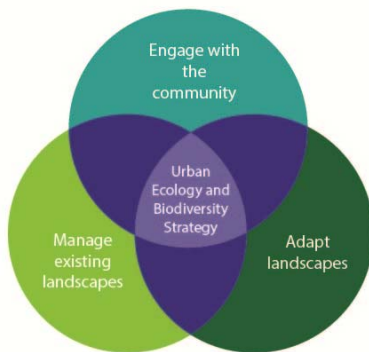 Engage with
the
community
Urban
Ecology and
Biodiversity
Strategy
Manage
existing
landscapes
Adapt
landscapes